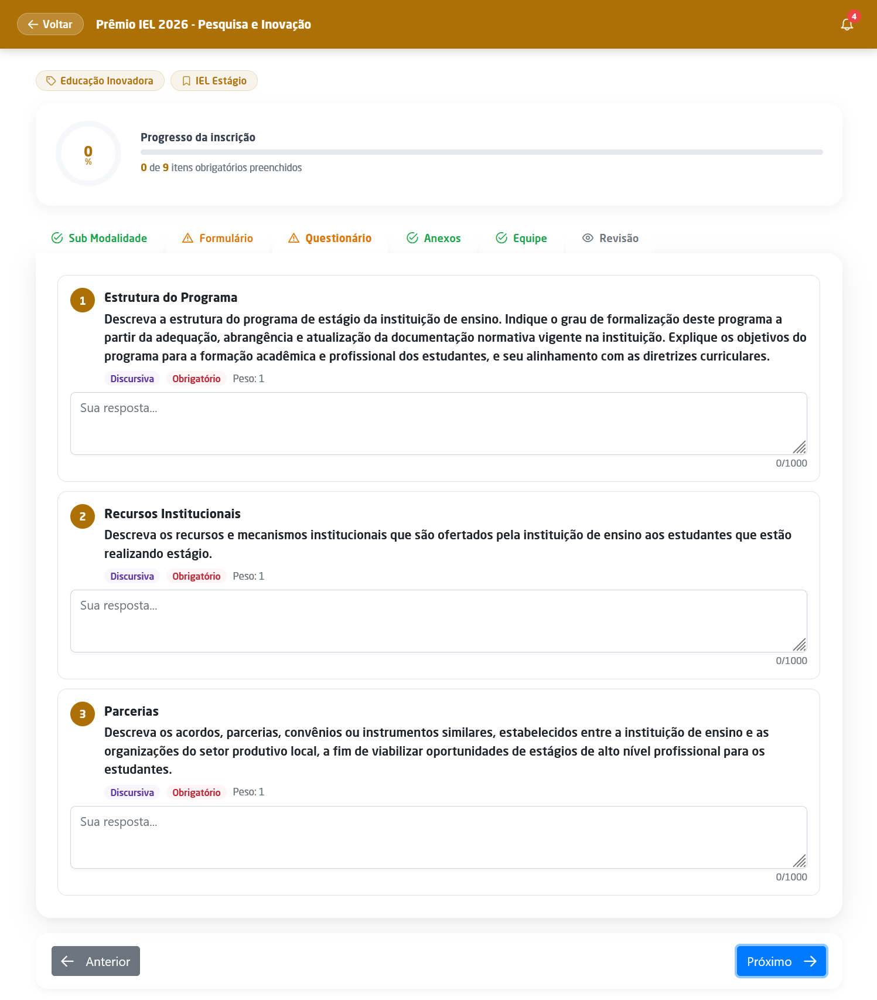 Voltar
Prêmio IEL 2026 - Pesquisa e Inovação
4
Educação Inovadora
IEL Estágio
0
%
Progresso da inscrição
0 de 9 itens obrigatórios preenchidos
Sub Modalidade
Formulário
Questionário
Anexos
Equipe
Revisão
1
Estrutura do Programa
Descreva a estrutura do programa de estágio da instituição de ensino. Indique o grau de formalização deste programa a
partir da adequação, abrangência e atualização da documentação normativa vigente na instituição. Explique os objetivos do
programa para a formação acadêmica e profissional dos estudantes, e seu alinhamento com as diretrizes curriculares.
Discursiva
Obrigatório
Peso: 1
Sua resposta...
0/1000
2
Recursos Institucionais
Descreva os recursos e mecanismos institucionais que são ofertados pela instituição de ensino aos estudantes que estão
realizando estágio.
Discursiva
Obrigatório
Peso: 1
Sua resposta...
0/1000
3
Parcerias
Descreva os acordos, parcerias, convênios ou instrumentos similares, estabelecidos entre a instituição de ensino e as
organizações do setor produtivo local, a fim de viabilizar oportunidades de estágios de alto nível profissional para os
estudantes.
Discursiva
Obrigatório
Peso: 1
Sua resposta...
0/1000
Anterior
Próximo